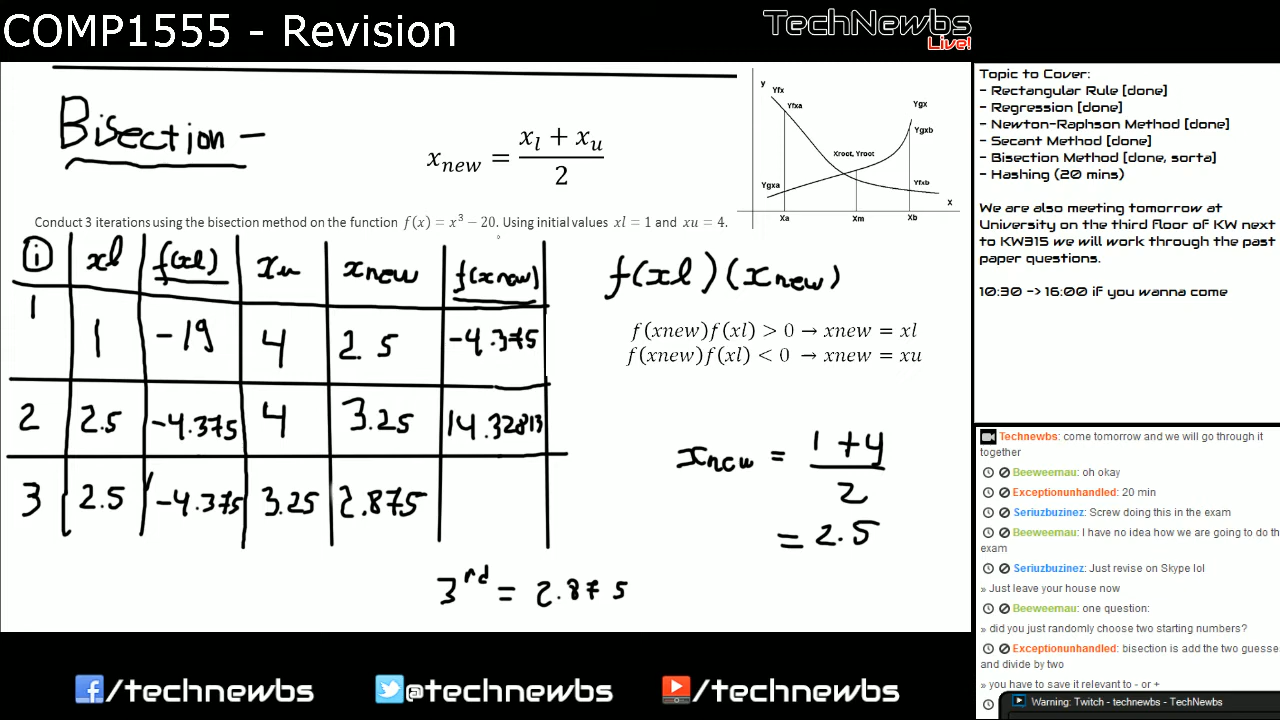 COMP1555 - Revision
TechNewbs
Live!
Bisection -
x_new = (x_l + x_u) / 2
y
Yfx
Yfxa
Ygx
Ygxb
Xroot, Yroot
Ygxa
Yfxb
x
Xa
Xm
Xb
Conduct 3 iterations using the bisection method on the function f(x) = x³ − 20. Using initial values xl = 1 and xu = 4.
i xl f(xl) xu xnew f(xnew)
1 1 -19 4 2.5 -4.375
2 2.5 -4.375 4 3.25 14.32813
3 2.5 -4.375 3.25 2.875
3rd = 2.875
f(xl)(xnew)
f(xnew)f(xl) > 0 → xnew = xl
f(xnew)f(xl) < 0 → xnew = xu
xnew = (1 + 4) / 2
= 2.5
Topic to Cover:
- Rectangular Rule [done]
- Regression [done]
- Newton-Raphson Method [done]
- Secant Method [done]
- Bisection Method [done, sorta]
- Hashing (20 mins)
We are also meeting tomorrow at
University on the third floor of KW next
to KW315 we will work through the past
paper questions.
10:30 -> 16:00 if you wanna come
Technewbs: come tomorrow and we will go through it
together
Beeweemau: oh okay
Exceptionunhandled: 20 min
Seriuzbuzinez: Screw doing this in the exam
Beeweemau: I have no idea how we are going to do th
exam
Seriuzbuzinez: Just revise on Skype lol
» Just leave your house now
Beeweemau: one question:
» did you just randomly choose two starting numbers?
Exceptionunhandled: bisection is add the two guesse
and divide by two
» you have to save it relevant to - or +
Warning: Twitch - technewbs - TechNewbs
/technewbs
@technewbs
/technewbs